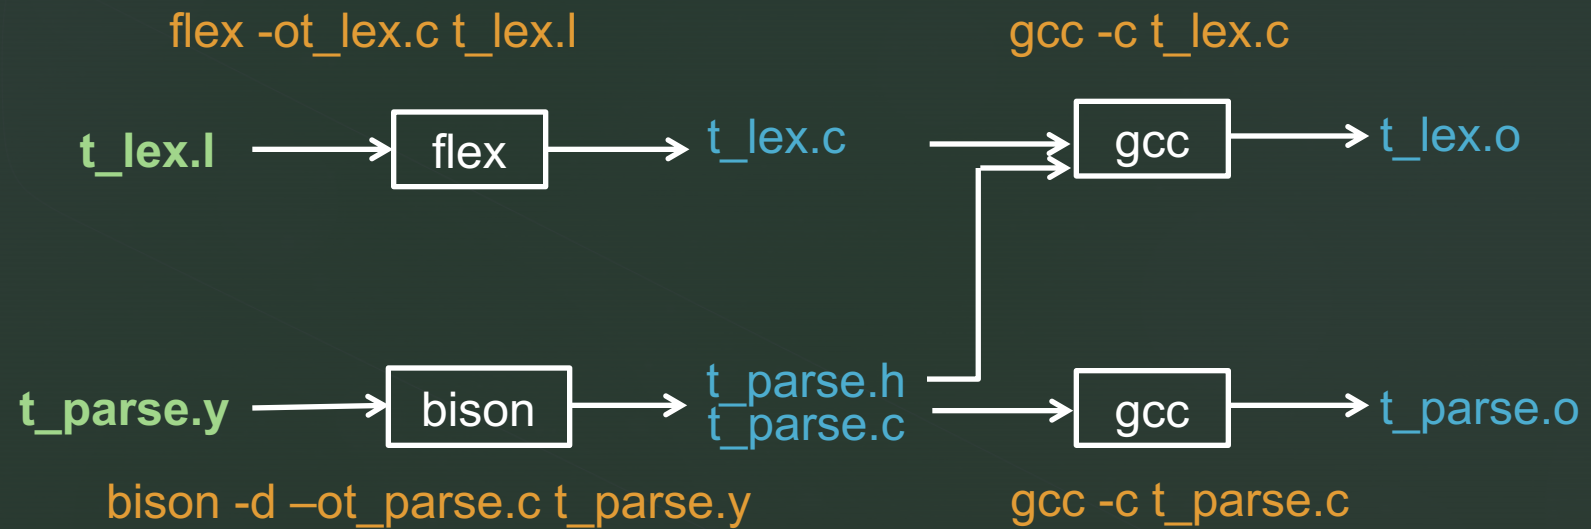 flex -ot_lex.c t_lex.l
gcc -c t_lex.c
t_lex.l
flex
t_lex.c
gcc
t_lex.o
t_parse.y
bison
t_parse.h
t_parse.c
gcc
t_parse.o
bison -d –ot_parse.c t_parse.y
gcc -c t_parse.c